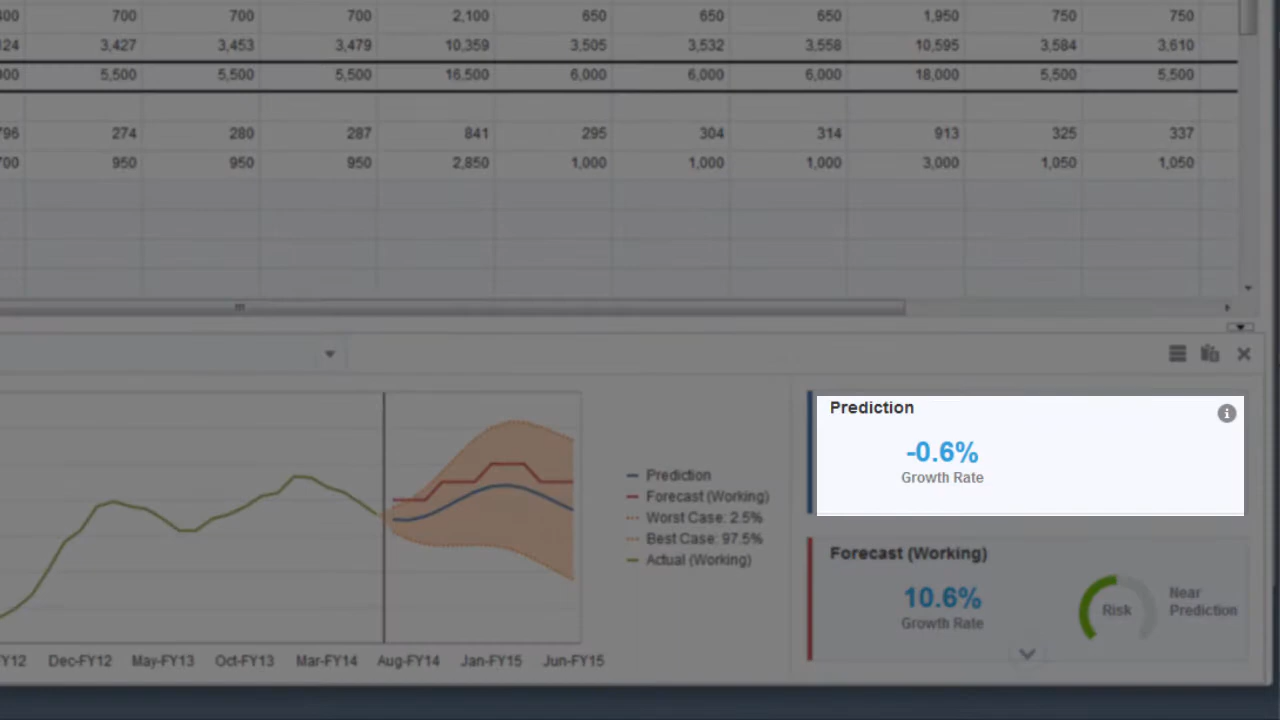 400 700 700 700 2,100 650 650 650 1,950 750 750
124 3,427 3,453 3,479 10,359 3,505 3,532 3,558 10,595 3,584 3,610
000 5,500 5,500 5,500 16,500 6,000 6,000 6,000 18,000 5,500 5,500
796 274 280 287 841 295 304 314 913 325 337
700 950 950 950 2,850 1,000 1,000 1,000 3,000 1,050 1,050
Prediction
-0.6%
Growth Rate
Prediction
Forecast (Working)
Worst Case: 2.5%
Best Case: 97.5%
Actual (Working)
Forecast (Working)
10.6%
Growth Rate
Risk
Near
Prediction
FY12 Dec-FY12 May-FY13 Oct-FY13 Mar-FY14 Aug-FY14 Jan-FY15 Jun-FY15